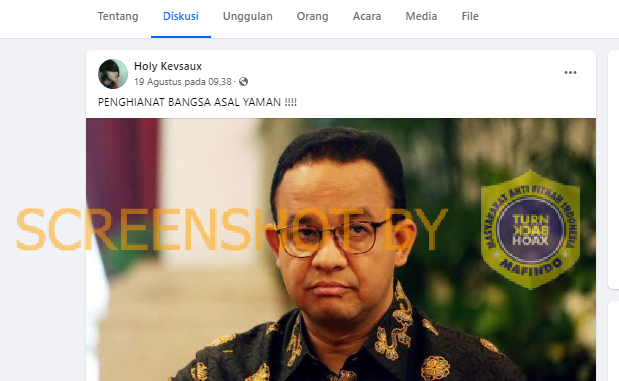 Tentang Diskusi Unggulan Orang Acara Media File
Holy Kevsaux
19 Agustus pada 09.38 ·
PENGHIANAT BANGSA ASAL YAMAN !!!!
SCREENSHOT BY
MASYARAKAT ANTI FITNAH INDONESIA
TURN
BACK
HOAX
MAFINDO